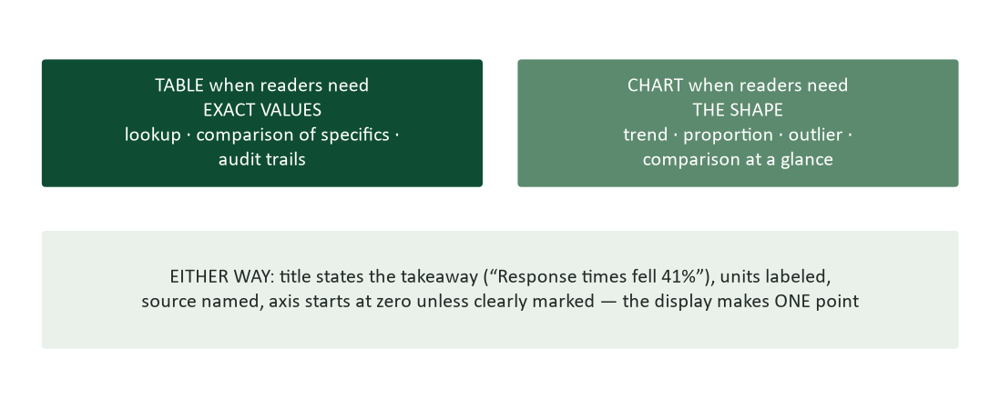 TABLE when readers need
EXACT VALUES
lookup · comparison of specifics ·
audit trails
CHART when readers need
THE SHAPE
trend · proportion · outlier ·
comparison at a glance
EITHER WAY: title states the takeaway (“Response times fell 41%”), units labeled,
source named, axis starts at zero unless clearly marked — the display makes ONE point